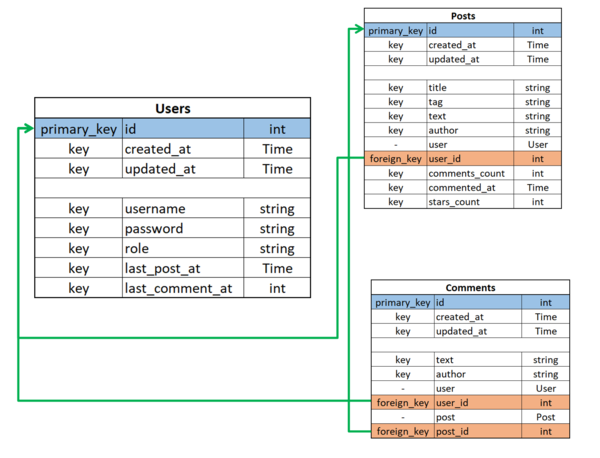 Users
primary_key id int
key created_at Time
key updated_at Time
key username string
key password string
key role string
key last_post_at Time
key last_comment_at int
Posts
primary_key id int
key created_at Time
key updated_at Time
key title string
key tag string
key text string
key author string
- user User
foreign_key user_id int
key comments_count int
key commented_at Time
key stars_count int
Comments
primary_key id int
key created_at Time
key updated_at Time
key text string
key author string
- user User
foreign_key user_id int
- post Post
foreign_key post_id int